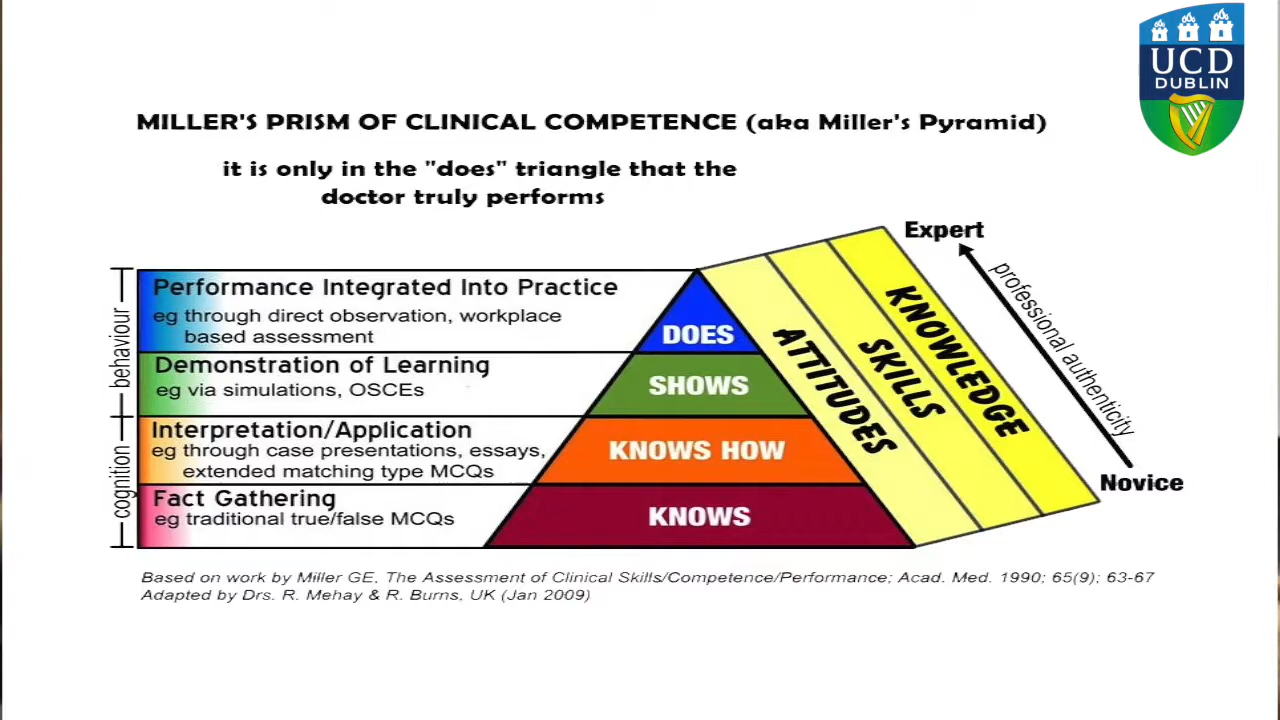 UCD
DUBLIN
MILLER'S PRISM OF CLINICAL COMPETENCE (aka Miller's Pyramid)
it is only in the "does" triangle that the
doctor truly performs
Expert
professional authenticity
Novice
behaviour
cognition
Performance Integrated Into Practice
eg through direct observation, workplace
based assessment
DOES
Demonstration of Learning
eg via simulations, OSCEs
SHOWS
Interpretation/Application
eg through case presentations, essays,
extended matching type MCQs
KNOWS HOW
Fact Gathering
eg traditional true/false MCQs
KNOWS
ATTITUDES
SKILLS
KNOWLEDGE
Based on work by Miller GE, The Assessment of Clinical Skills/Competence/Performance; Acad. Med. 1990; 65(9); 63-67
Adapted by Drs. R. Mehay & R. Burns, UK (Jan 2009)